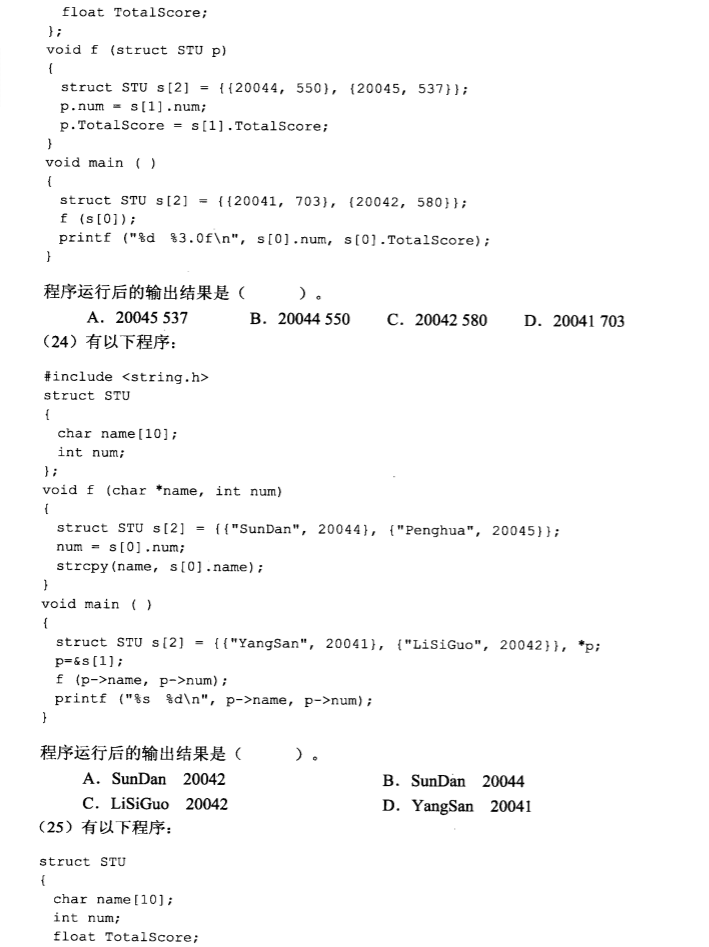 float TotalScore;
};
void f (struct STU p)
{
struct STU s[2] = {{20044, 550}, {20045, 537}};
p.num = s[1].num;
p.TotalScore = s[1].TotalScore;
}
void main ( )
{
struct STU s[2] = {{20041, 703}, {20042, 580}};
f (s[0]);
printf ("%d %3.0f\n", s[0].num, s[0].TotalScore);
}
程序运行后的输出结果是（ ）。
A．20045 537 B．20044 550 C．20042 580 D．20041 703
（24）有以下程序：
#include <string.h>
struct STU
{
char name[10];
int num;
};
void f (char *name, int num)
{
struct STU s[2] = {{"SunDan", 20044}, {"Penghua", 20045}};
num = s[0].num;
strcpy(name, s[0].name);
}
void main ( )
{
struct STU s[2] = {{"YangSan", 20041}, {"LiSiGuo", 20042}}, *p;
p=&s[1];
f (p->name, p->num);
printf ("%s %d\n", p->name, p->num);
}
程序运行后的输出结果是（ ）。
A．SunDan 20042 B．SunDan 20044
C．LiSiGuo 20042 D．YangSan 20041
（25）有以下程序：
struct STU
{
char name[10];
int num;
float TotalScore;